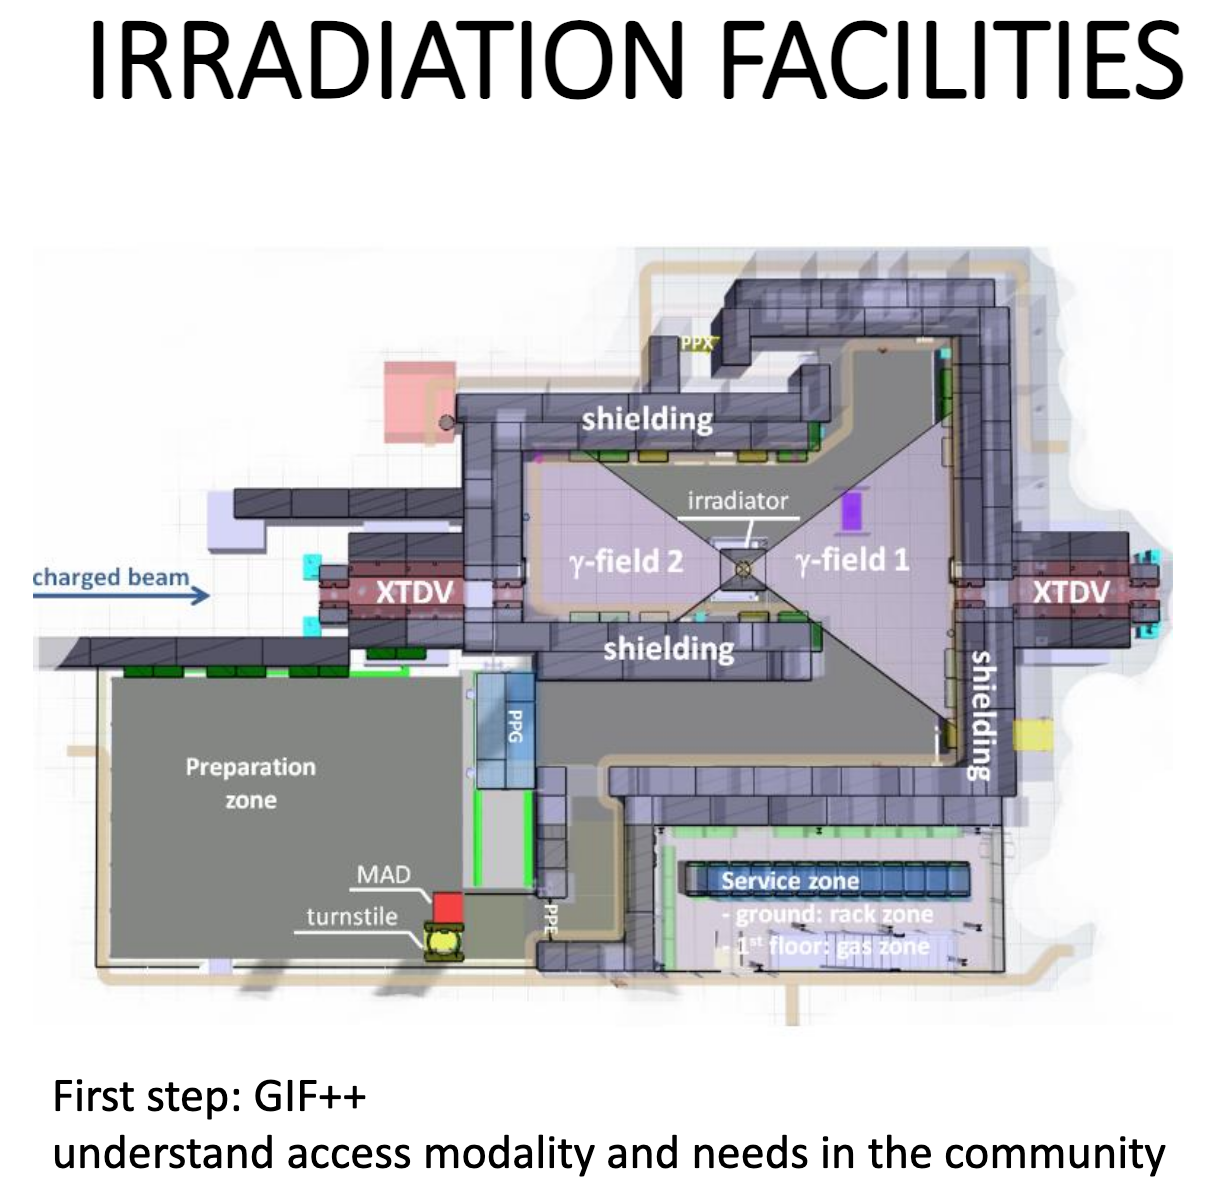 IRRADIATION FACILITIES
PPX
shielding
irradiator
γ-field 2
γ-field 1
charged beam
XTDV
XTDV
shielding
shielding
PPG
Preparation
zone
MAD
turnstile
PPE
Service zone
- ground: rack zone
- 1st floor: gas zone
First step: GIF++
understand access modality and needs in the community